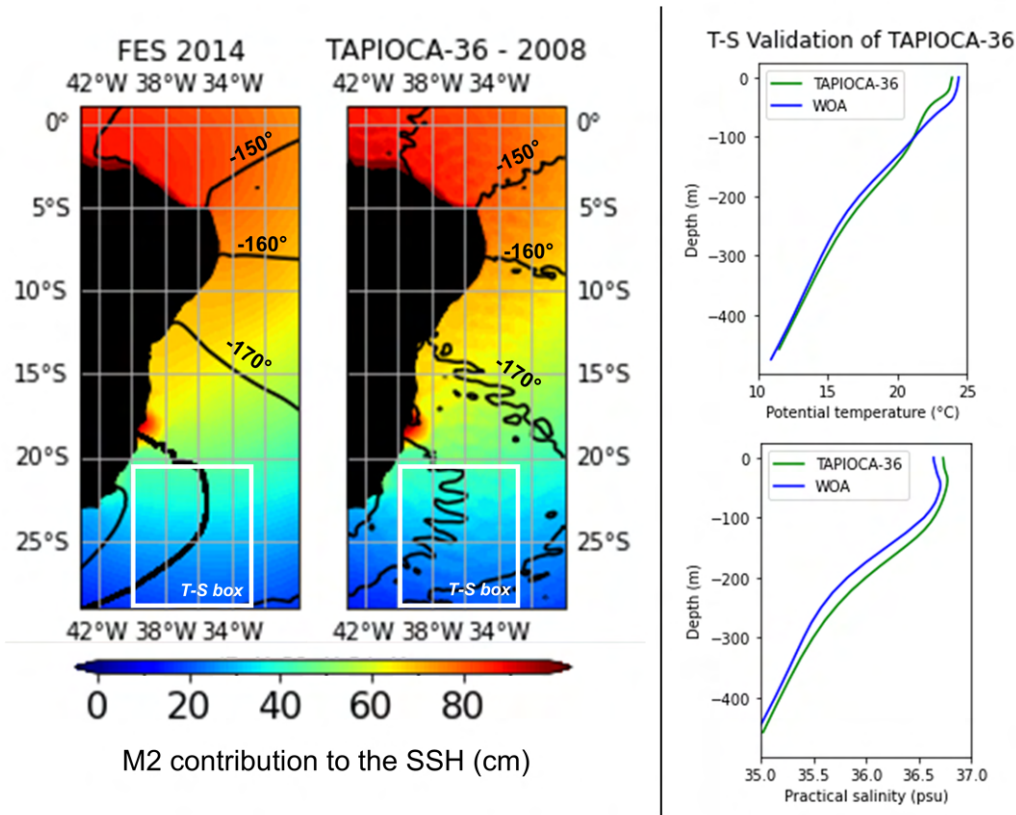 FES 2014
42°W 38°W 34°W
TAPIOCA-36 - 2008
42°W 38°W 34°W
0°
5°S
10°S
15°S
20°S
25°S
-150°
-160°
-170°
T-S box
42°W 38°W 34°W
-150°
-160°
-170°
T-S box
0°
5°S
10°S
15°S
20°S
25°S
42°W 38°W 34°W
0 20 40 60 80
M2 contribution to the SSH (cm)
T-S Validation of TAPIOCA-36
TAPIOCA-36
WOA
0
−100
−200
−300
−400
Depth (m)
10 15 20 25
Potential temperature (°C)
TAPIOCA-36
WOA
0
−100
−200
−300
−400
Depth (m)
35.0 35.5 36.0 36.5 37.0
Practical salinity (psu)